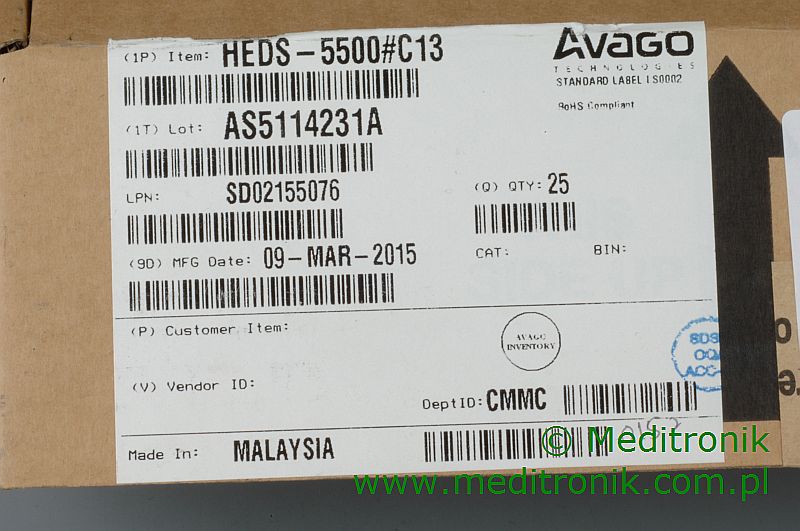 (1P) Item: HEDS-5500#C13
AVAGO
TECHNOLOGIES
STANDARD LABEL LS0002
RoHS Compliant
(1T) Lot: AS5114231A
LPN: SD02155076
(Q) QTY: 25
(9D) MFG Date: 09-MAR-2015
CAT:
BIN:
(P) Customer Item:
AVAGO
INVENTORY
SDS
(V) Vendor ID:
DeptID: CMMC
Made In: MALAYSIA
© Meditronik
www.meditronik.com.pl